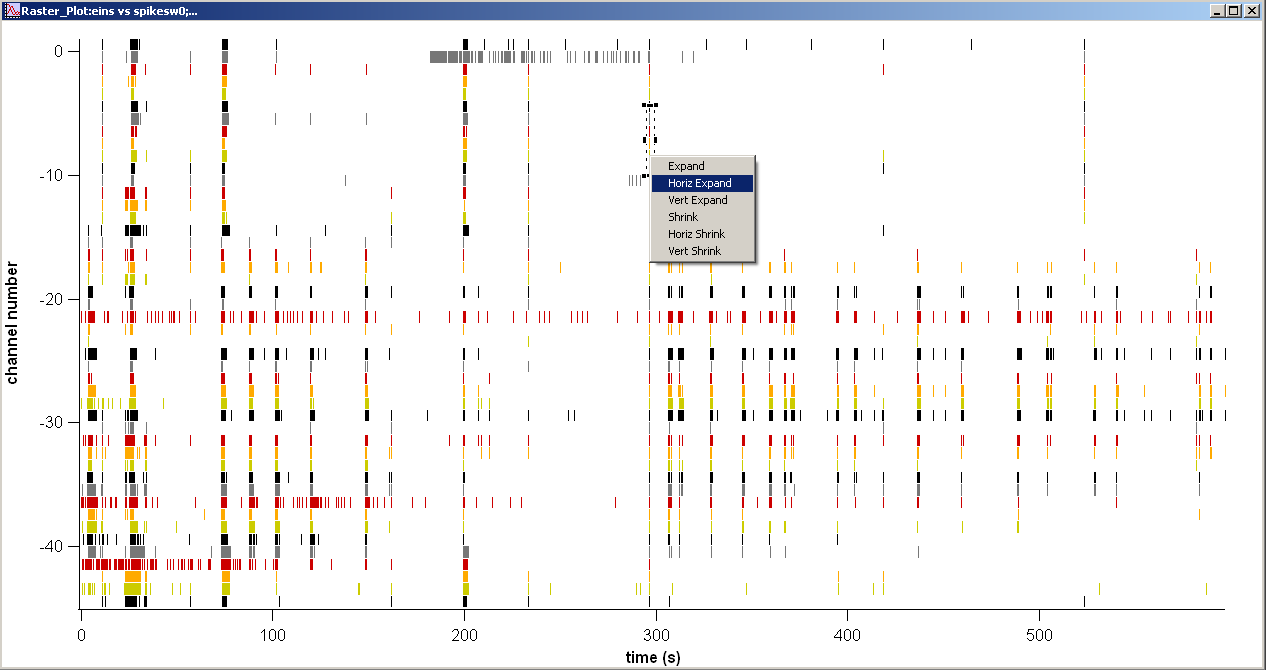 Raster_Plot:eins vs spikesw0;...
0
-10
-20
-30
-40
channel number
Expand
Horiz Expand
Vert Expand
Shrink
Horiz Shrink
Vert Shrink
0 100 200 300 400 500
time (s)